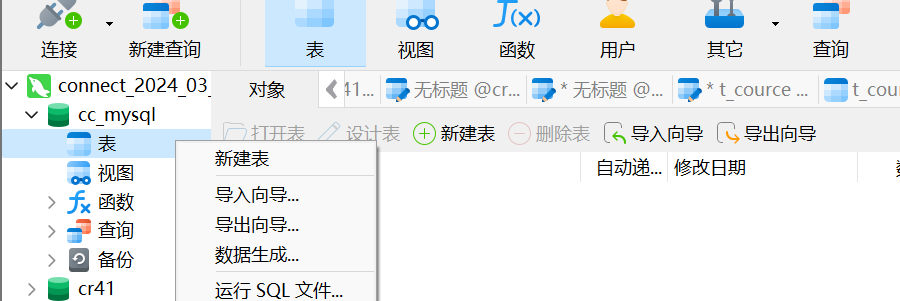 连接 新建查询 表 视图 函数 用户 其它 查询
connect_2024_03_ 对象 41... 无标题 @cr... * 无标题 @... * t_cource ... t_cou
cc_mysql 打开表 设计表 新建表 删除表 导入向导 导出向导
表
新建表 自动递... 修改日期
视图
导入向导...
函数
导出向导...
查询
数据生成...
备份
运行 SQL 文件...
cr41